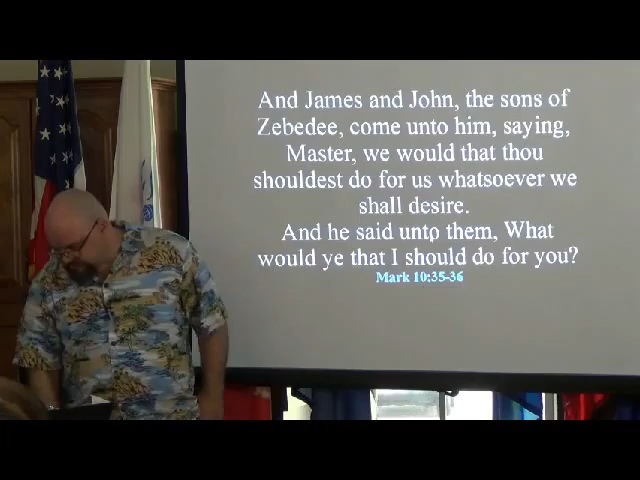 And James and John, the sons of
Zebedee, come unto him, saying,
Master, we would that thou
shouldest do for us whatsoever we
shall desire.
And he said unto them, What
would ye that I should do for you?
Mark 10:35-36